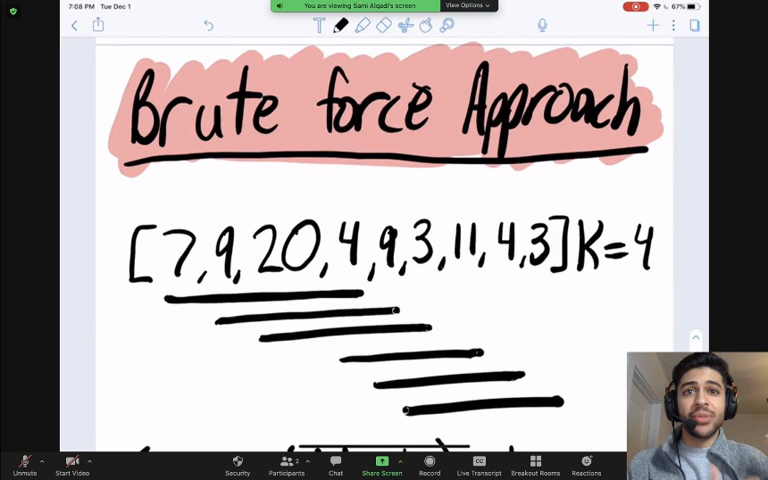 7:08 PM Tue Dec 1
You are viewing Sami Alqadi's screen
View Options
67%
Brute force Approach
[7,9,20,4,9,3,11,4,3] K=4
Unmute
Start Video
Security
Participants
2
Chat
Share Screen
Record
Live Transcript
Breakout Rooms
Reactions